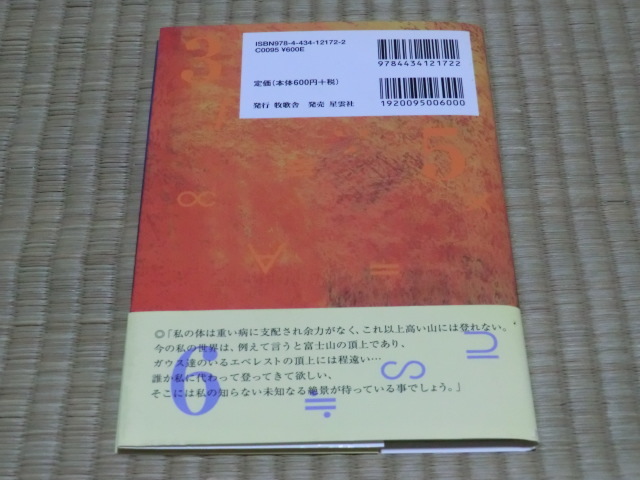 ISBN978-4-434-12172-2
C0095 ¥600E
定価(本体600円+税)
発行 牧歌舎 発売 星雲社
9784434121722
1920095006000
3
5
∝
∀
◎「私の体は重い病に支配され余力がなく、これ以上高い山には登れない。
今の私の世界は、例えて言うと富士山の頂上であり、
ガウス達のいるエベレストの頂上には程遠い…
誰か私に代わって登ってきて欲しい、
そこには私の知らない未知なる絶景が待っている事でしょう。」
6
S